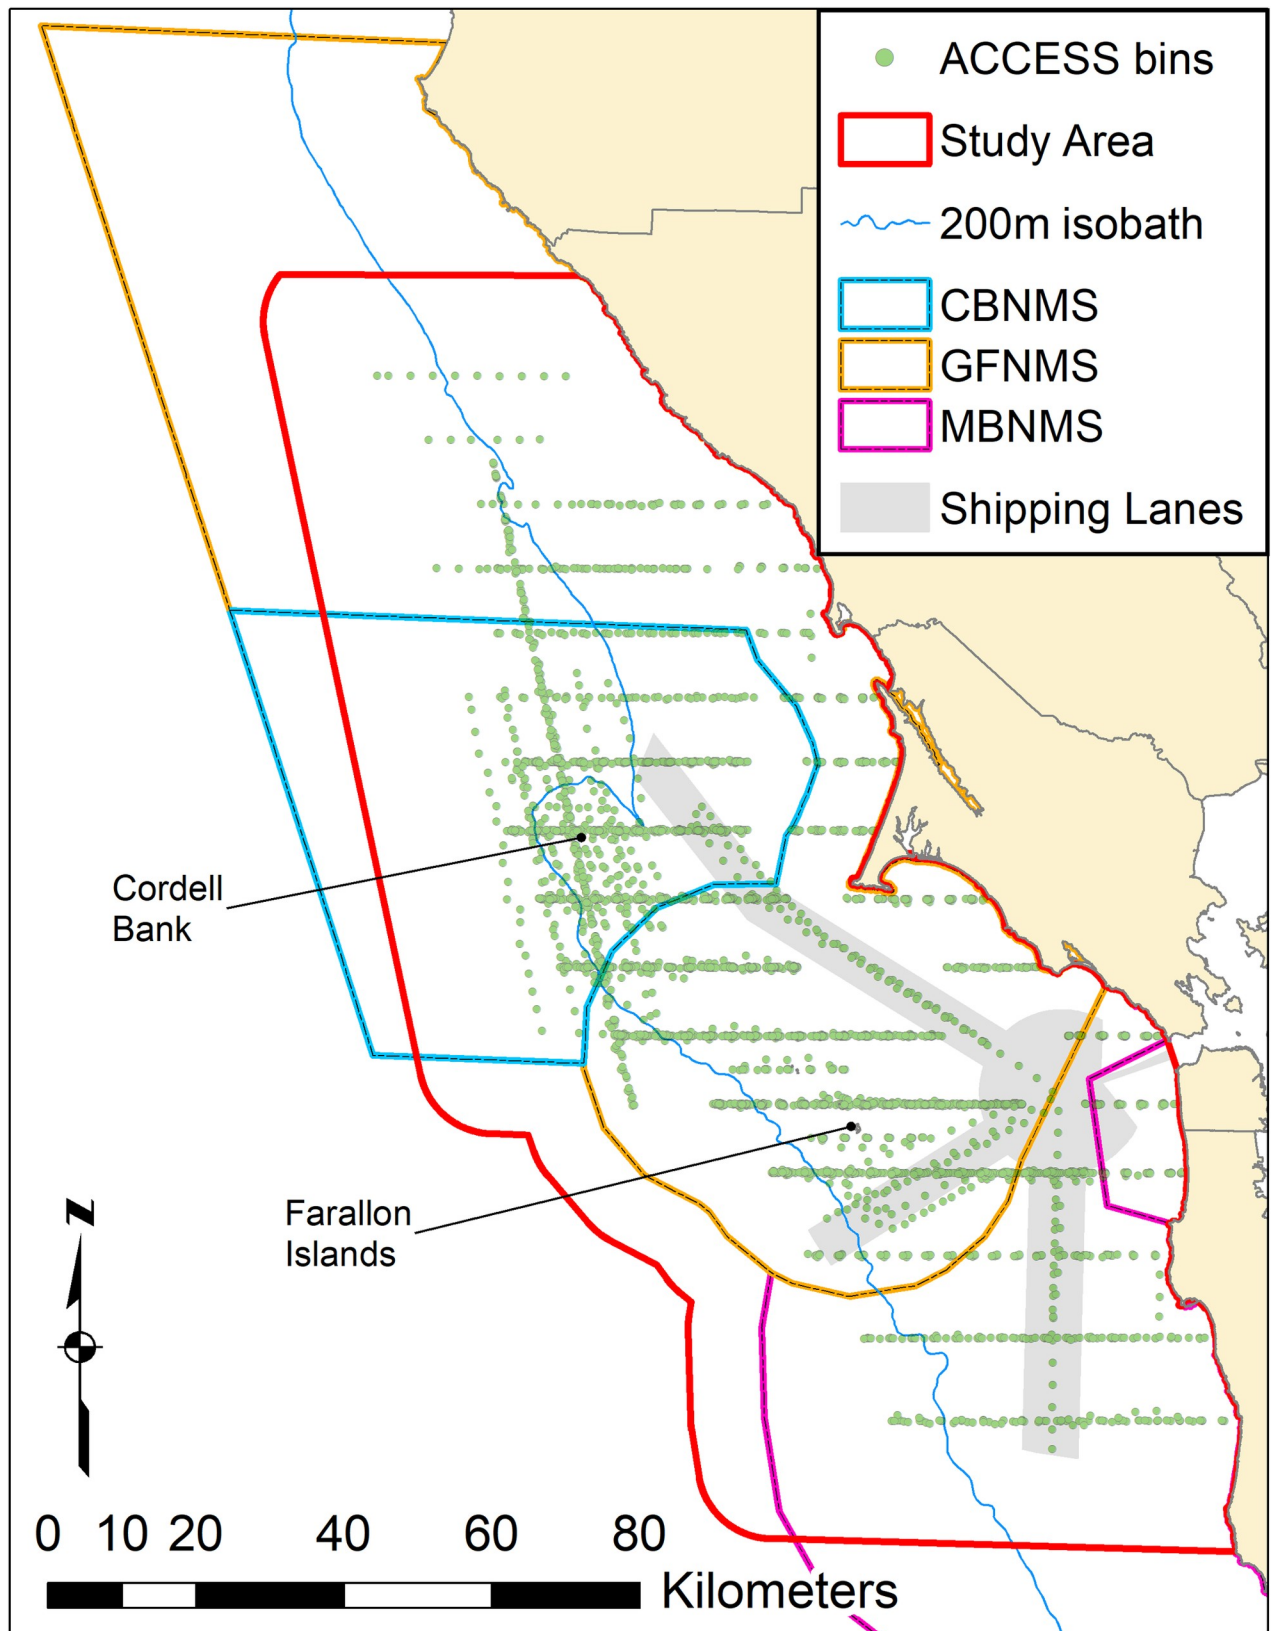 ACCESS bins
Study Area
200m isobath
CBNMS
GFNMS
MBNMS
Shipping Lanes
Cordell
Bank
Farallon
Islands
N
0 10 20 40 60 80
Kilometers